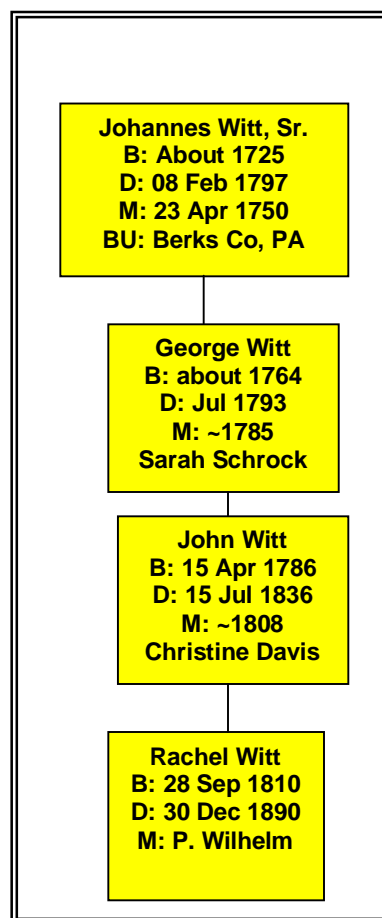 Johannes Witt, Sr.
B: About 1725
D: 08 Feb 1797
M: 23 Apr 1750
BU: Berks Co, PA
George Witt
B: about 1764
D: Jul 1793
M: ~1785
Sarah Schrock
John Witt
B: 15 Apr 1786
D: 15 Jul 1836
M: ~1808
Christine Davis
Rachel Witt
B: 28 Sep 1810
D: 30 Dec 1890
M: P. Wilhelm